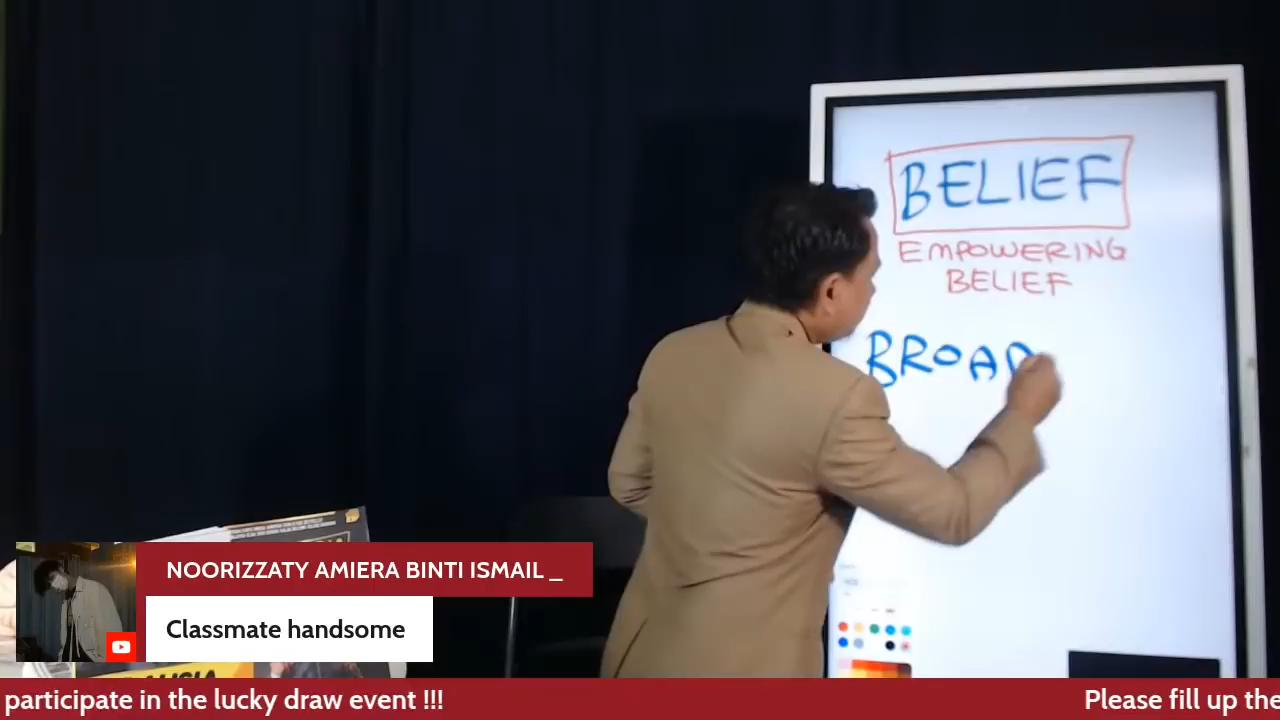 BELIEF
EMPOWERING
BELIEF
BROAD
NOORIZZATY AMIERA BINTI ISMAIL _
Classmate handsome
participate in the lucky draw event !!!
Please fill up the